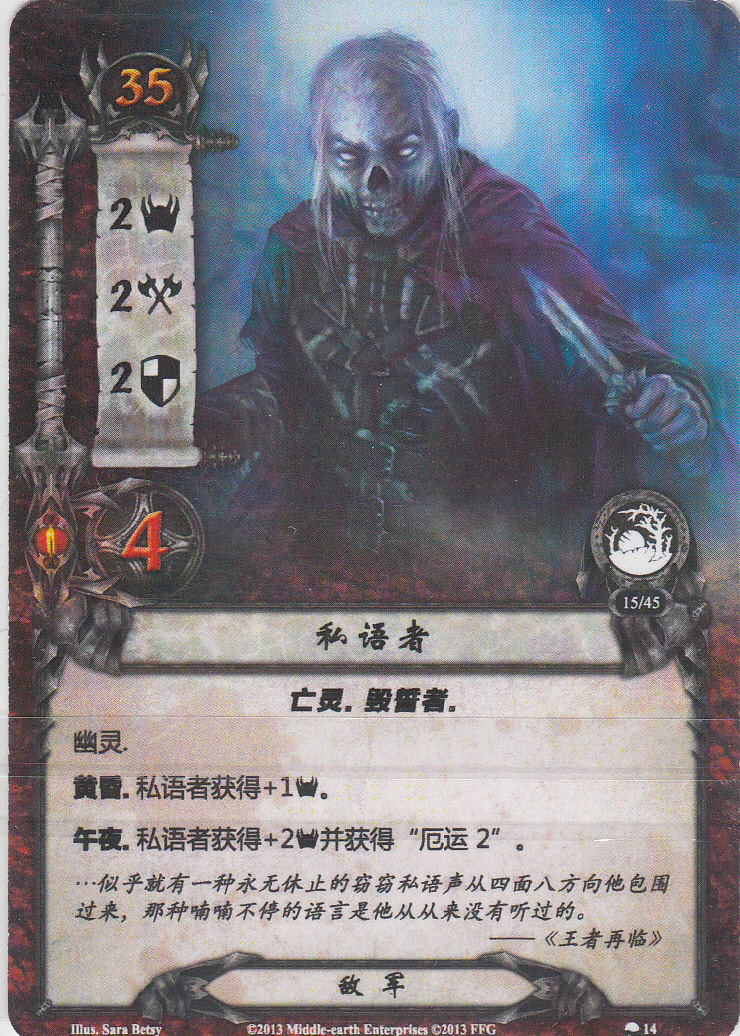 35
2
2
2
4
15/45
私语者
亡灵. 毁誓者.
幽灵.
黄昏. 私语者获得+1。
午夜. 私语者获得+2并获得“厄运 2”。
…似乎就有一种永无休止的窃窃私语声从四面八方向他包围
过来，那种喃喃不停的语言是他从从来没有听过的。
——《王者再临》
敌军
Illus. Sara Betsy
©2013 Middle-earth Enterprises ©2013 FFG
14